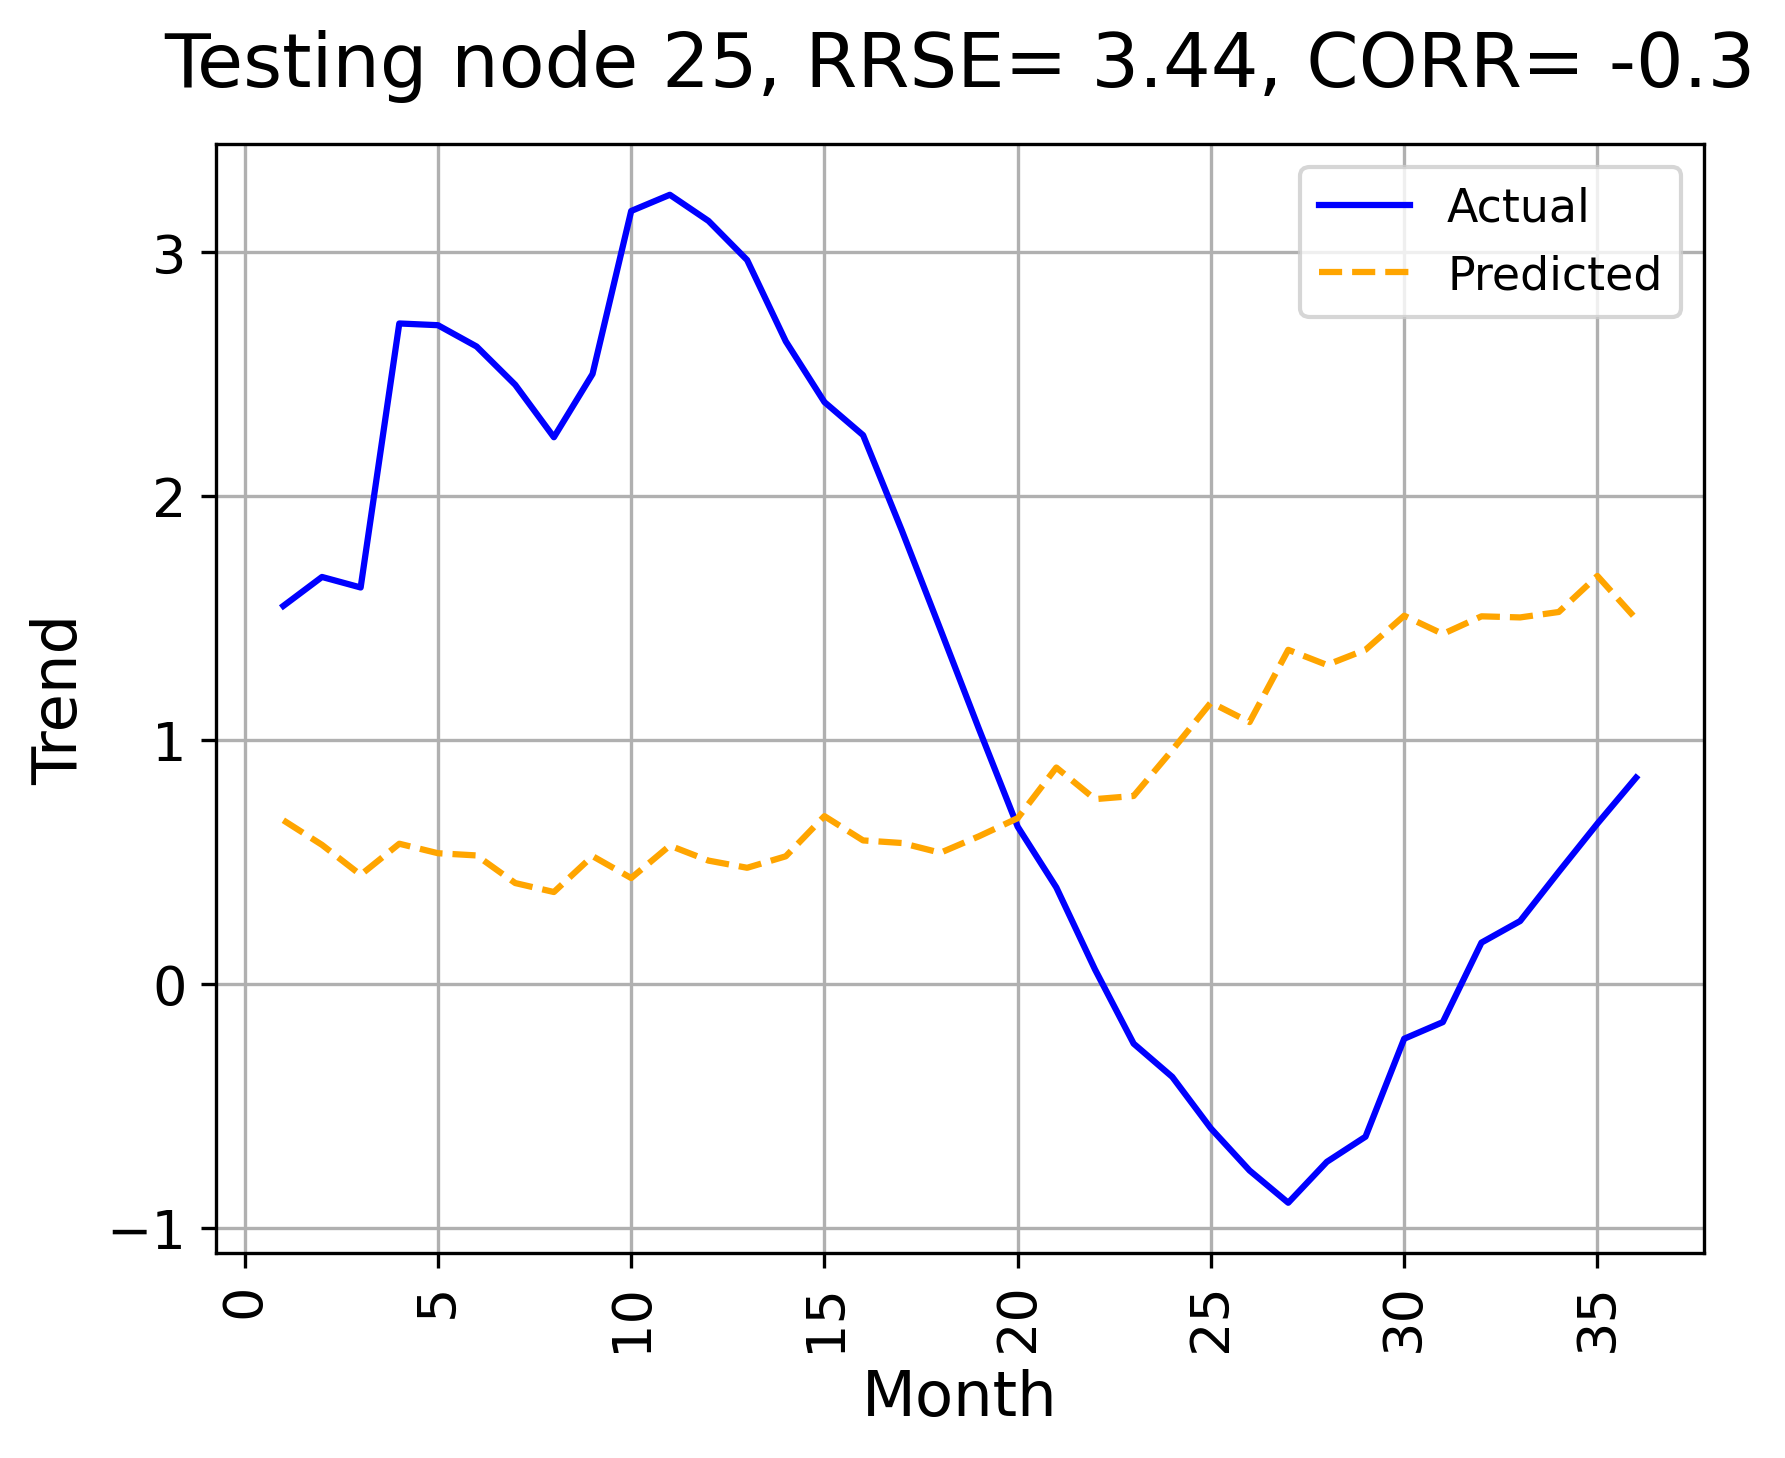 Testing node 25, RRSE= 3.44, CORR= -0.3
Actual
Predicted
3
2
1
0
−1
Trend
0 5 10 15 20 25 30 35
Month